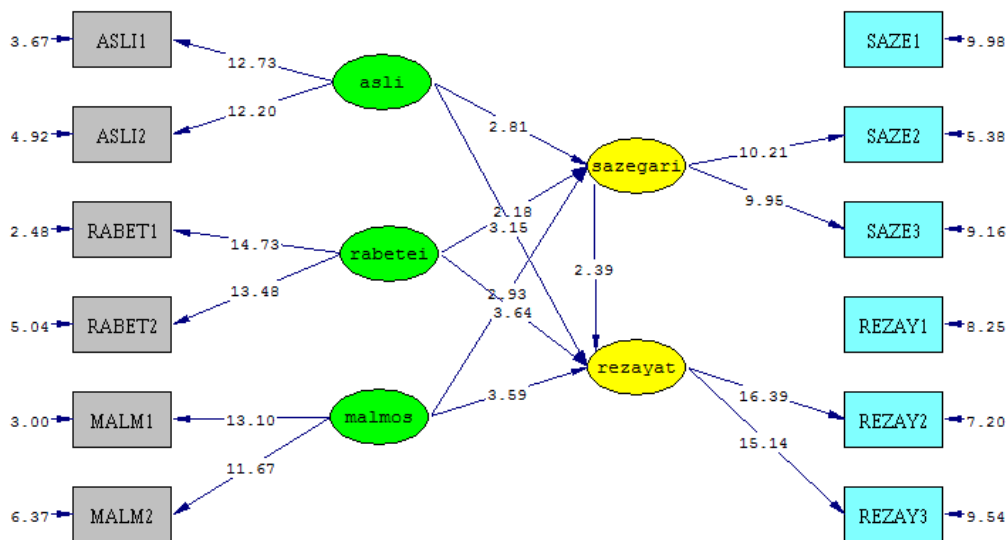 3.67
ASLI1
12.73
asli
SAZE1
9.98
4.92
ASLI2
12.20
2.81
sazegari
10.21
SAZE2
5.38
2.48
RABET1
14.73
rabetei
2.18
3.15
9.95
SAZE3
9.16
13.48
2.39
5.04
RABET2
2.93
3.64
REZAY1
8.25
rezayat
3.00
MALM1
13.10
malmos
3.59
16.39
REZAY2
7.20
11.67
15.14
6.37
MALM2
REZAY3
9.54